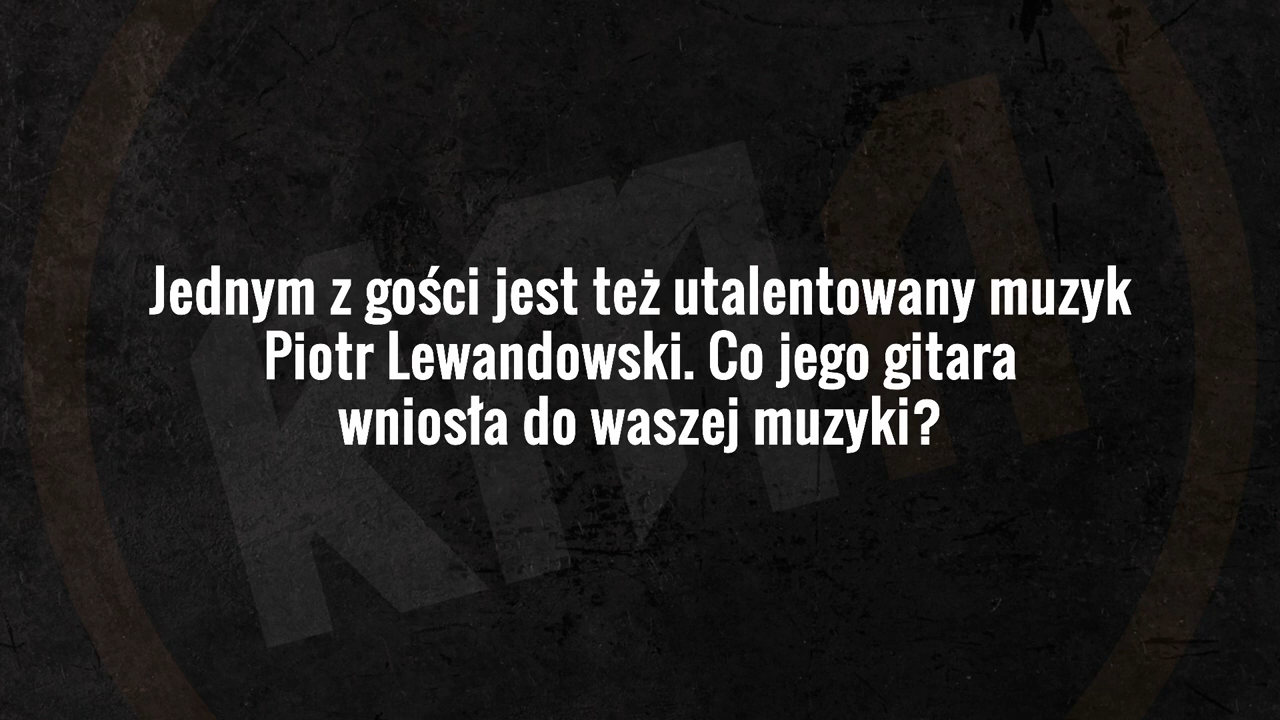 Jednym z gości jest też utalentowany muzyk
Piotr Lewandowski. Co jego gitara
wniosła do waszej muzyki?